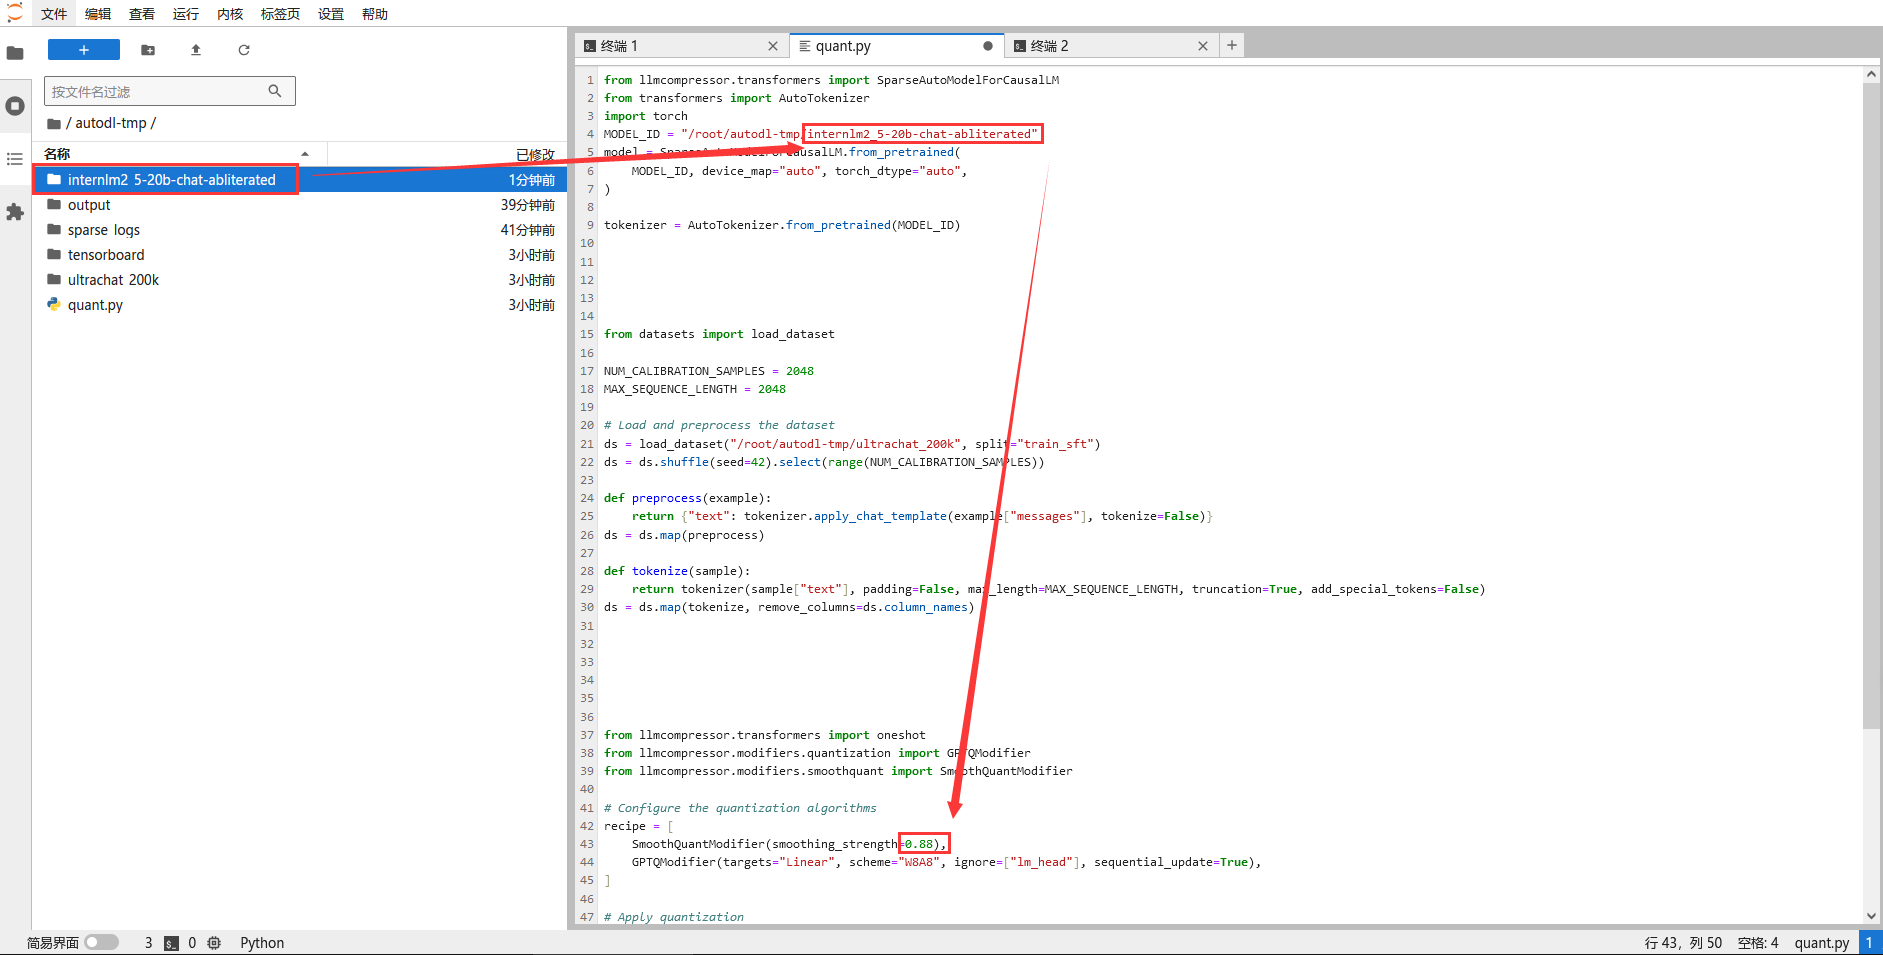 文件 编辑 查看 运行 内核 标签页 设置 帮助
+
按文件名过滤
/ autodl-tmp /
名称 已修改
internlm2_5-20b-chat-abliterated 1分钟前
output 39分钟前
sparse_logs 41分钟前
tensorboard 3小时前
ultrachat_200k 3小时前
quant.py 3小时前
终端 1 quant.py 终端 2
1 from llmcompressor.transformers import SparseAutoModelForCausalLM
2 from transformers import AutoTokenizer
3 import torch
4 MODEL_ID = "/root/autodl-tmp/internlm2_5-20b-chat-abliterated"
5 model = SparseAutoModelForCausalLM.from_pretrained(
6     MODEL_ID, device_map="auto", torch_dtype="auto",
7 )
8
9 tokenizer = AutoTokenizer.from_pretrained(MODEL_ID)
10
11
12
13
14
15 from datasets import load_dataset
16
17 NUM_CALIBRATION_SAMPLES = 2048
18 MAX_SEQUENCE_LENGTH = 2048
19
20 # Load and preprocess the dataset
21 ds = load_dataset("/root/autodl-tmp/ultrachat_200k", split="train_sft")
22 ds = ds.shuffle(seed=42).select(range(NUM_CALIBRATION_SAMPLES))
23
24 def preprocess(example):
25     return {"text": tokenizer.apply_chat_template(example["messages"], tokenize=False)}
26 ds = ds.map(preprocess)
27
28 def tokenize(sample):
29     return tokenizer(sample["text"], padding=False, max_length=MAX_SEQUENCE_LENGTH, truncation=True, add_special_tokens=False)
30 ds = ds.map(tokenize, remove_columns=ds.column_names)
31
32
33
34
35
36
37 from llmcompressor.transformers import oneshot
38 from llmcompressor.modifiers.quantization import GPTQModifier
39 from llmcompressor.modifiers.smoothquant import SmoothQuantModifier
40
41 # Configure the quantization algorithms
42 recipe = [
43     SmoothQuantModifier(smoothing_strength=0.88),
44     GPTQModifier(targets="Linear", scheme="W8A8", ignore=["lm_head"], sequential_update=True),
45 ]
46
47 # Apply quantization
简易界面 3 0 Python 行 43，列 50 空格: 4 quant.py 1